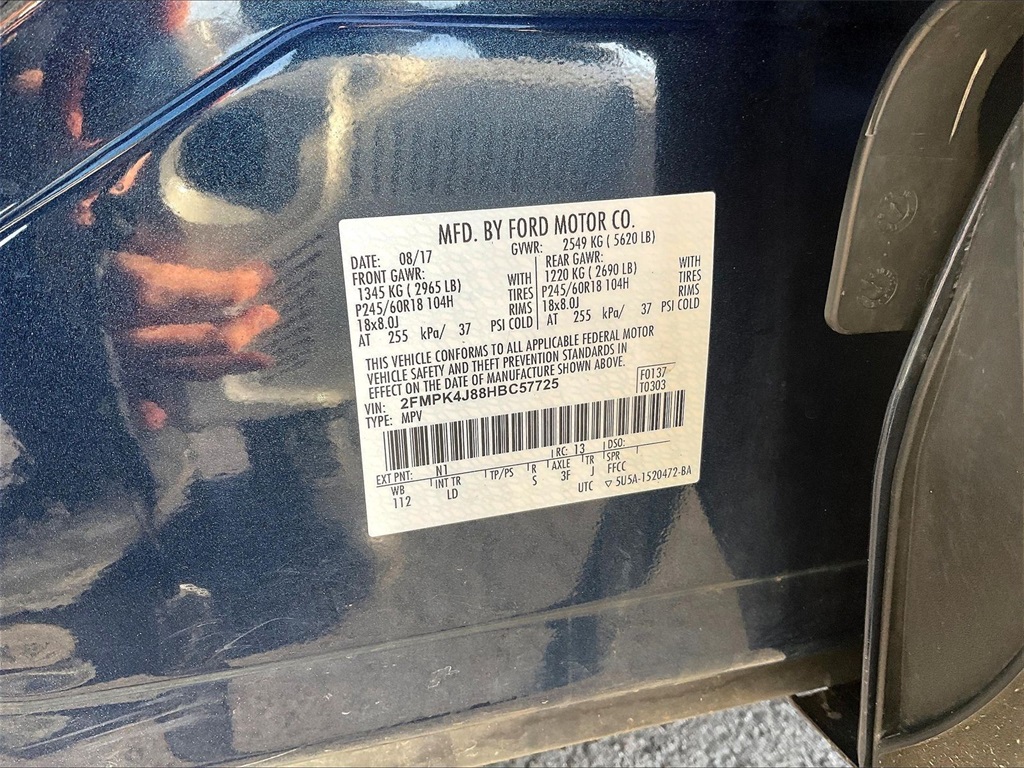 MFD. BY FORD MOTOR CO.
DATE: 08/17 GVWR: 2549 KG ( 5620 LB)
FRONT GAWR: REAR GAWR:
1345 KG ( 2965 LB) WITH 1220 KG ( 2690 LB) WITH
P245/60R18 104H TIRES P245/60R18 104H TIRES
18x8.0J RIMS 18x8.0J RIMS
AT 255 kPa/ 37 PSI COLD AT 255 kPa/ 37 PSI COLD
THIS VEHICLE CONFORMS TO ALL APPLICABLE FEDERAL MOTOR
VEHICLE SAFETY AND THEFT PREVENTION STANDARDS IN
EFFECT ON THE DATE OF MANUFACTURE SHOWN ABOVE.
VIN: 2FMPK4J88HBC57725 F0137
TYPE: MPV T0303
EXT PNT: N1 RC: 13 DSO:
WB INT TR TP/PS R AXLE TR SPR
112 LD S 3F J FFCC
UTC ▽ 5U5A-1520472-BA